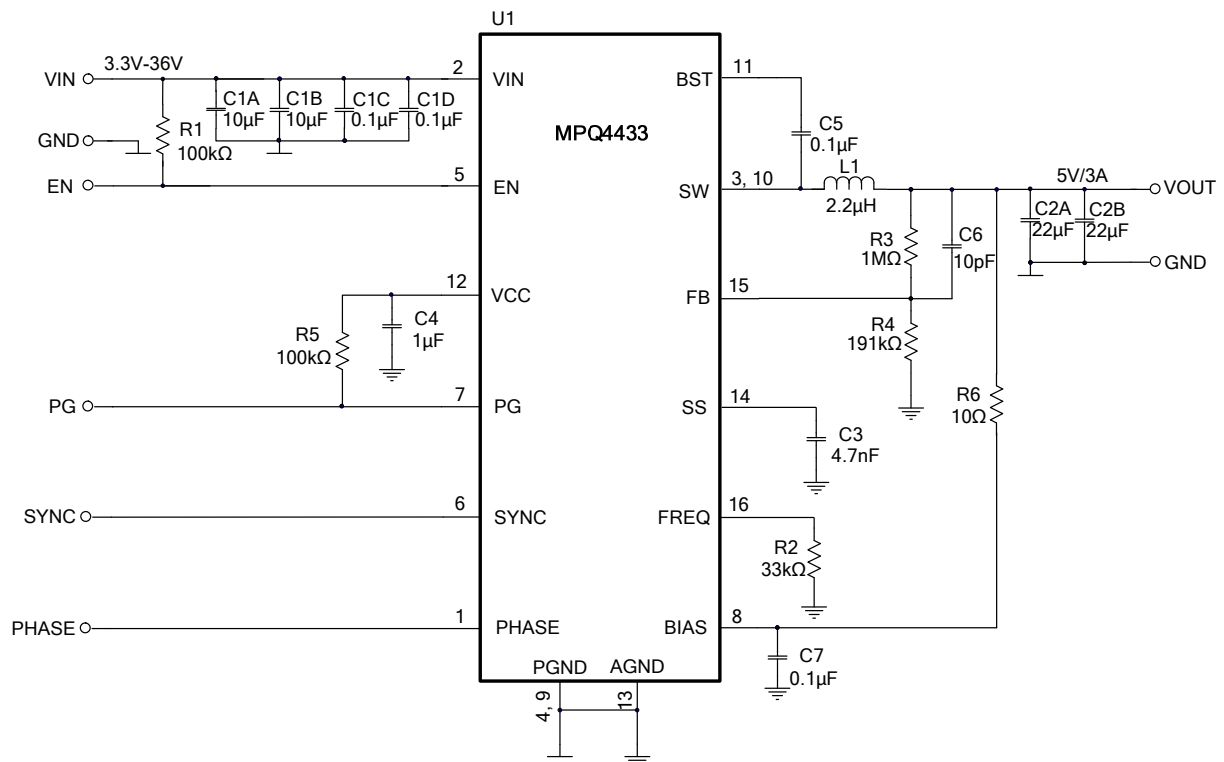 U1
3.3V-36V
VIN
2
VIN
BST
11
C1A
10µF
C1B
10µF
C1C
0.1µF
C1D
0.1µF
MPQ4433
C5
0.1µF
GND
R1
100kΩ
L1
EN
5
EN
SW
3, 10
2.2µH
5V/3A
VOUT
C2A
22µF
C2B
22µF
R3
1MΩ
C6
10pF
GND
12
VCC
FB
15
C4
1µF
R5
100kΩ
R4
191kΩ
PG
7
PG
SS
14
R6
10Ω
C3
4.7nF
SYNC
6
SYNC
FREQ
16
R2
33kΩ
PHASE
1
PHASE
BIAS
8
C7
0.1µF
PGND
AGND
4, 9
13